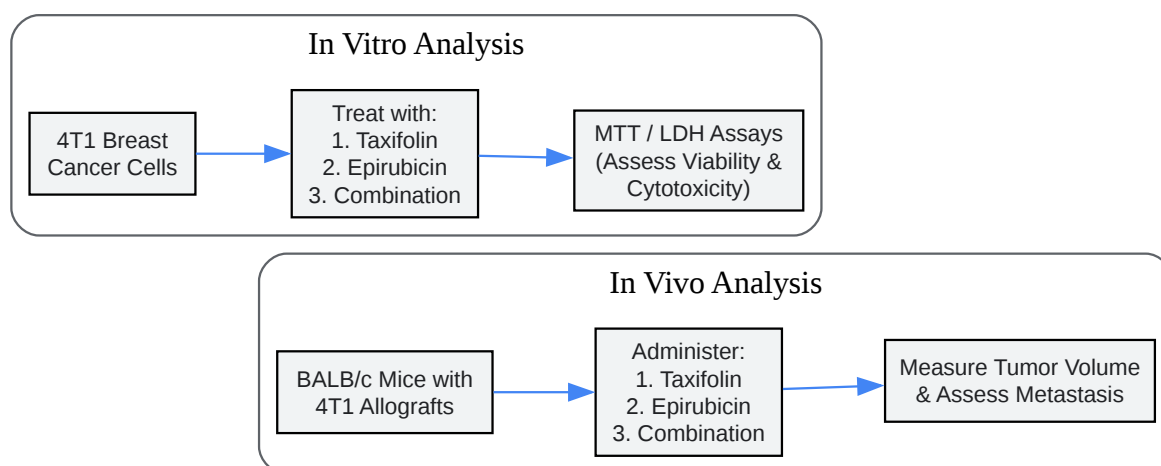 In Vitro Analysis
4T1 Breast
Cancer Cells
Treat with:
1. Taxifolin
2. Epirubicin
3. Combination
MTT / LDH Assays
(Assess Viability &
Cytotoxicity)
In Vivo Analysis
BALB/c Mice with
4T1 Allografts
Administer:
1. Taxifolin
2. Epirubicin
3. Combination
Measure Tumor Volume
& Assess Metastasis